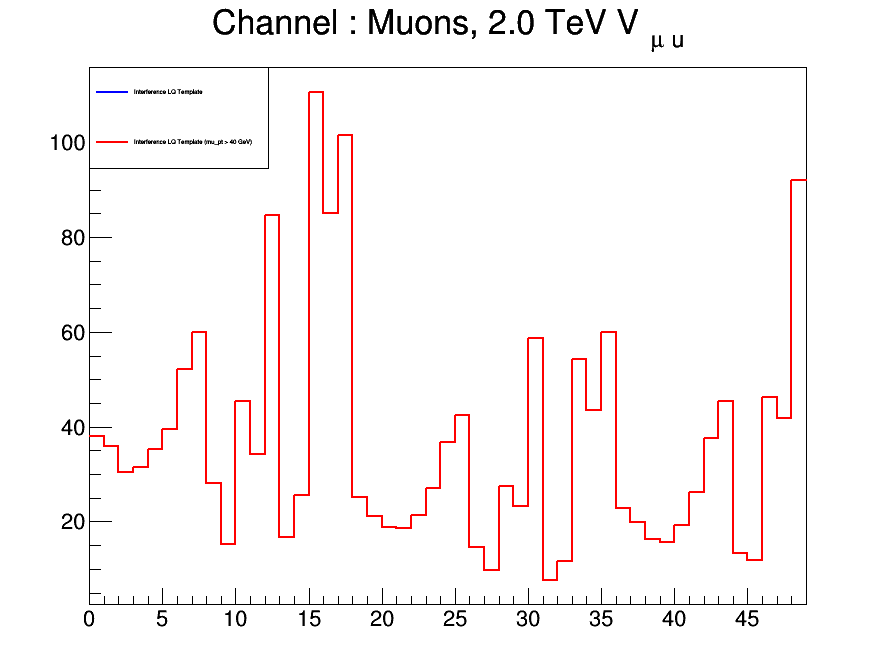 Channel : Muons, 2.0 TeV V μ u
Interference LQ Template
Interference LQ Template (mu_pt > 40 GeV)
100
80
60
40
20
0 5 10 15 20 25 30 35 40 45